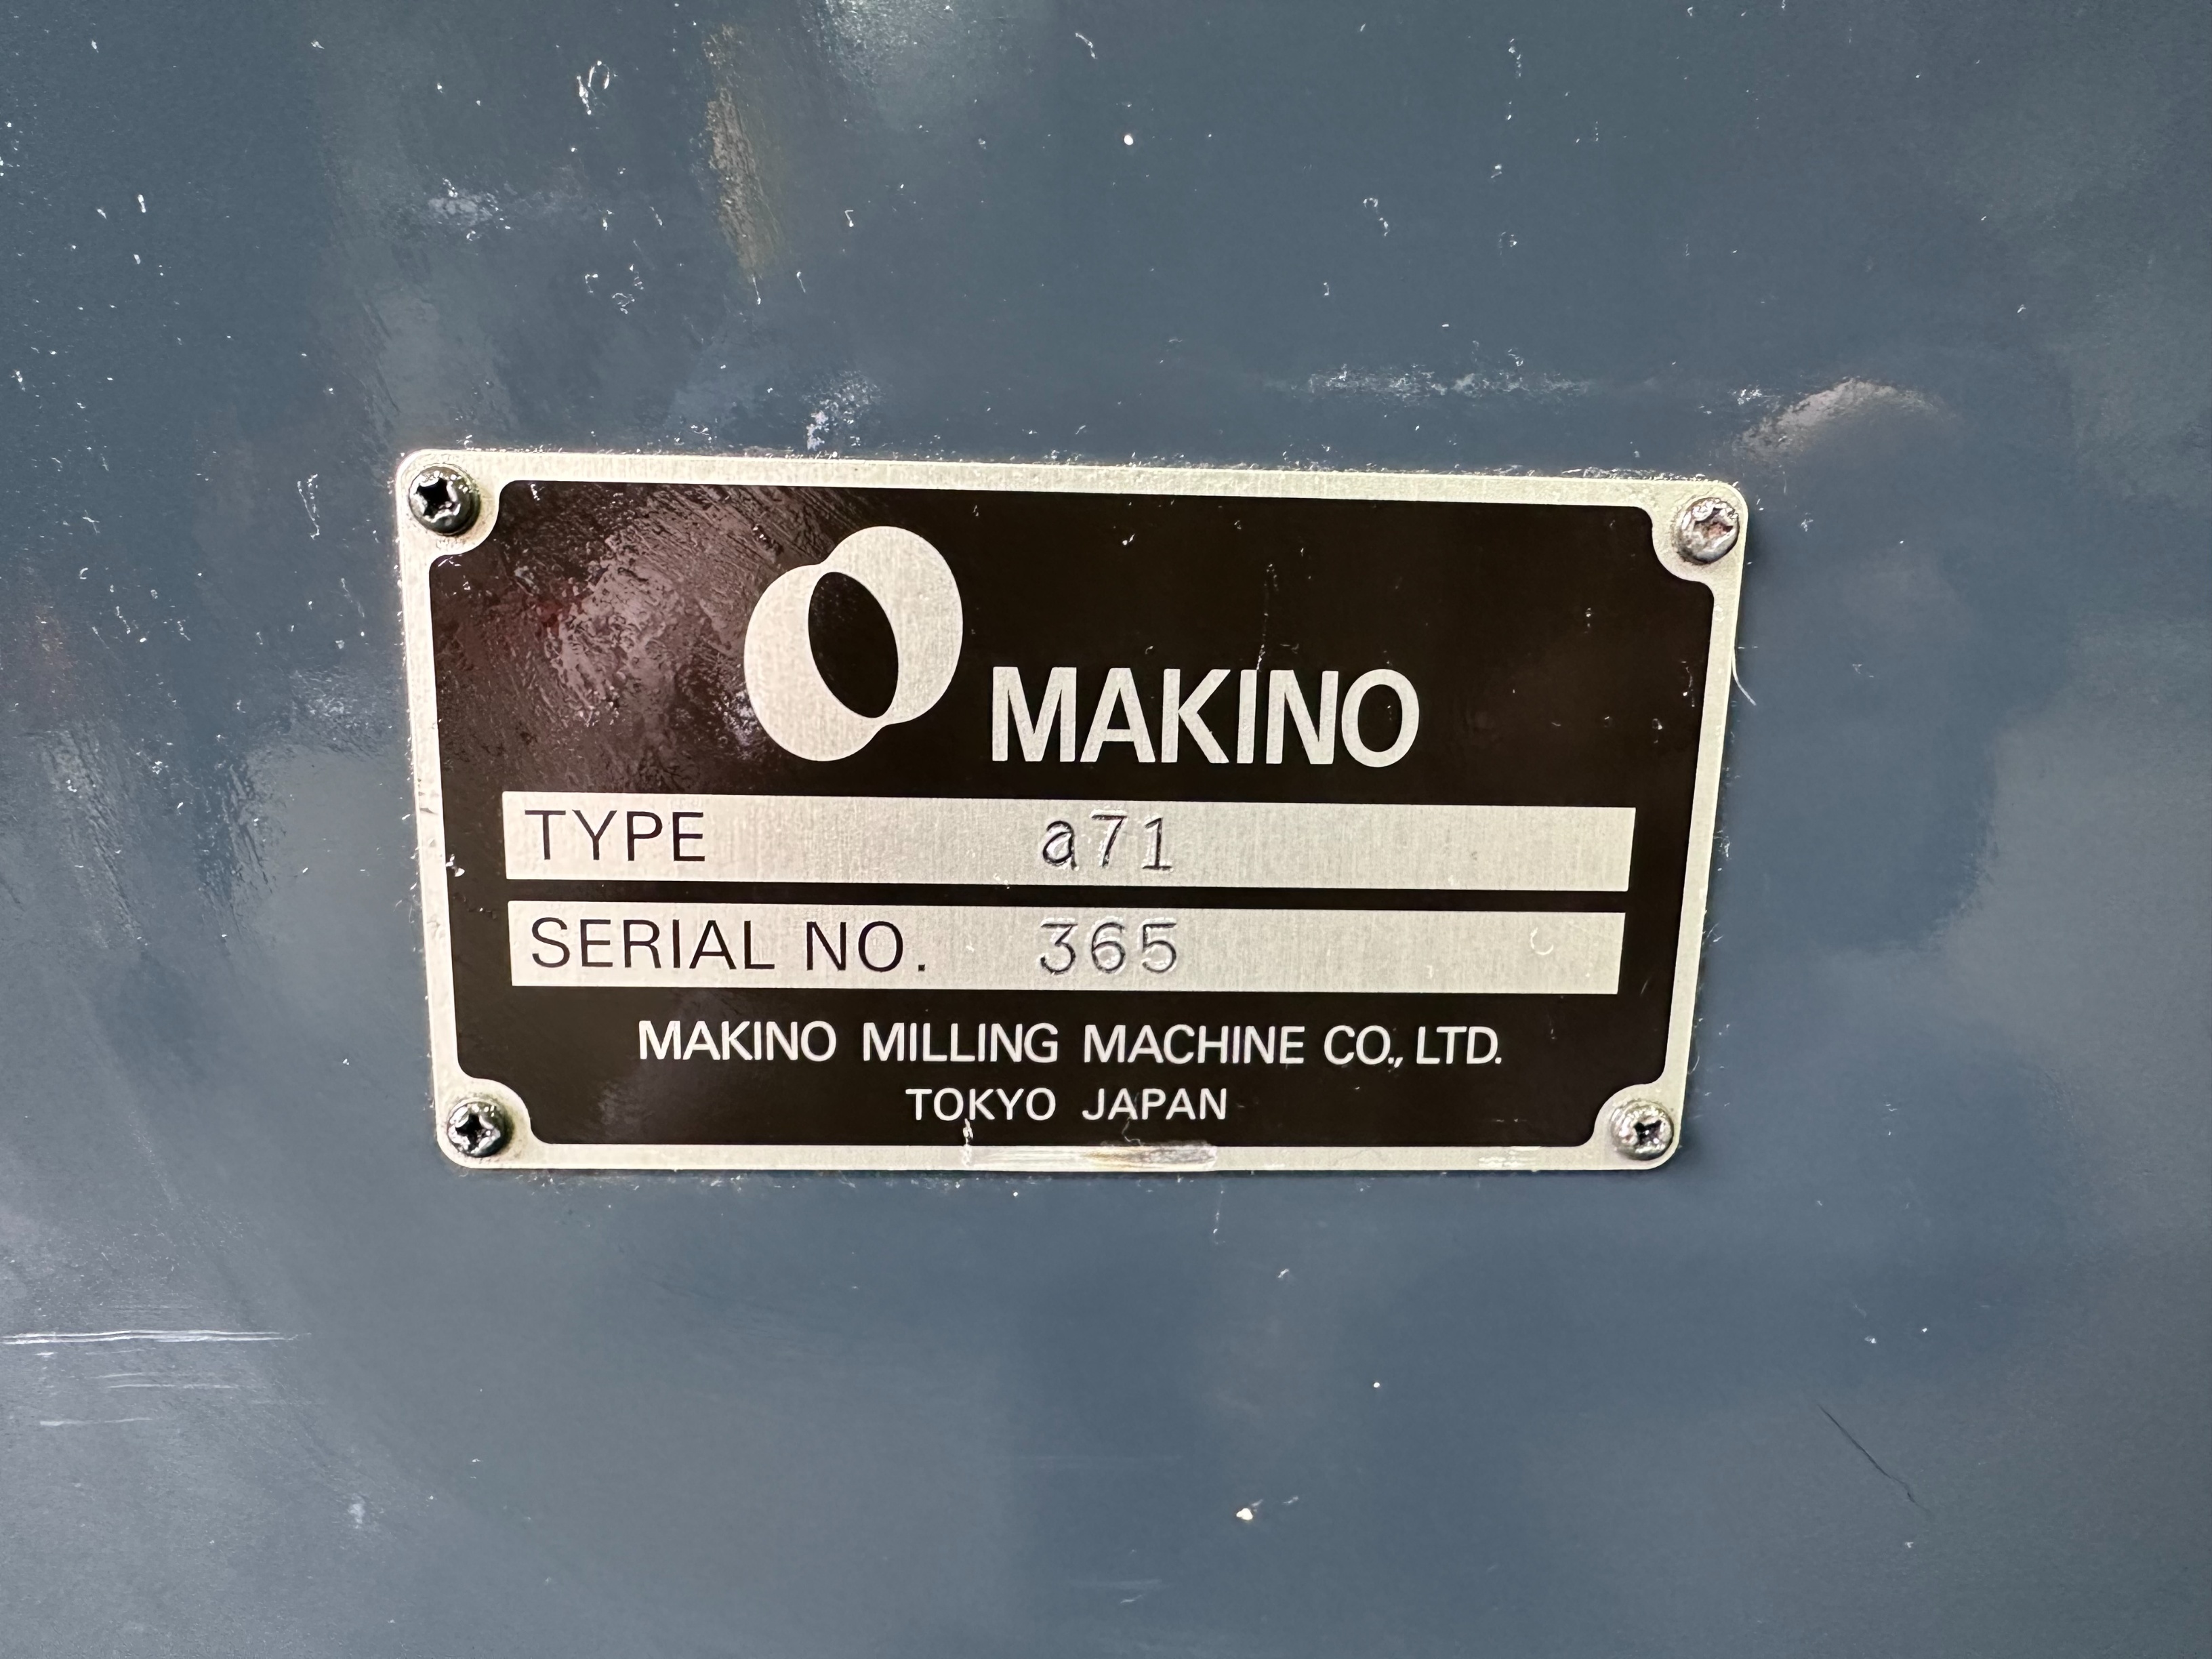 MAKINO
TYPE a71
SERIAL NO. 365
MAKINO MILLING MACHINE CO., LTD.
TOKYO JAPAN